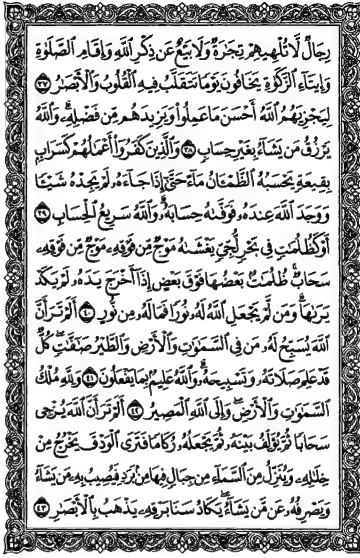 رِجَالٌ لَّا تُلْهِيهِمْ تِجَٰرَةٌ وَلَا بَيْعٌ عَن ذِكْرِ ٱللَّهِ وَإِقَامِ ٱلصَّلَوٰةِ
وَإِيتَآءِ ٱلزَّكَوٰةِ يَخَافُونَ يَوْمًا تَتَقَلَّبُ فِيهِ ٱلْقُلُوبُ وَٱلْأَبْصَٰرُ ٣٧
لِيَجْزِيَهُمُ ٱللَّهُ أَحْسَنَ مَا عَمِلُوا۟ وَيَزِيدَهُم مِّن فَضْلِهِۦ وَٱللَّهُ
يَرْزُقُ مَن يَشَآءُ بِغَيْرِ حِسَابٍ ٣٨ وَٱلَّذِينَ كَفَرُوٓا۟ أَعْمَٰلُهُمْ كَسَرَابٍۭ
بِقِيعَةٍ يَحْسَبُهُ ٱلظَّمْـَٔانُ مَآءً حَتَّىٰٓ إِذَا جَآءَهُۥ لَمْ يَجِدْهُ شَيْـًٔا
وَوَجَدَ ٱللَّهَ عِندَهُۥ فَوَفَّىٰهُ حِسَابَهُۥ وَٱللَّهُ سَرِيعُ ٱلْحِسَابِ ٣٩
أَوْ كَظُلُمَٰتٍ فِى بَحْرٍ لُّجِّىٍّ يَغْشَىٰهُ مَوْجٌ مِّن فَوْقِهِۦ مَوْجٌ مِّن فَوْقِهِۦ
سَحَابٌ ظُلُمَٰتٌۢ بَعْضُهَا فَوْقَ بَعْضٍ إِذَآ أَخْرَجَ يَدَهُۥ لَمْ يَكَدْ
يَرَىٰهَا وَمَن لَّمْ يَجْعَلِ ٱللَّهُ لَهُۥ نُورًا فَمَا لَهُۥ مِن نُّورٍ ٤٠ أَلَمْ تَرَ أَنَّ
ٱللَّهَ يُسَبِّحُ لَهُۥ مَن فِى ٱلسَّمَٰوَٰتِ وَٱلْأَرْضِ وَٱلطَّيْرُ صَٰٓفَّٰتٍ كُلٌّ
قَدْ عَلِمَ صَلَاتَهُۥ وَتَسْبِيحَهُۥ وَٱللَّهُ عَلِيمٌۢ بِمَا يَفْعَلُونَ ٤١ وَلِلَّهِ مُلْكُ
ٱلسَّمَٰوَٰتِ وَٱلْأَرْضِ وَإِلَى ٱللَّهِ ٱلْمَصِيرُ ٤٢ أَلَمْ تَرَ أَنَّ ٱللَّهَ يُزْجِى
سَحَابًا ثُمَّ يُؤَلِّفُ بَيْنَهُۥ ثُمَّ يَجْعَلُهُۥ رُكَامًا فَتَرَى ٱلْوَدْقَ يَخْرُجُ مِنْ
خِلَٰلِهِۦ وَيُنَزِّلُ مِنَ ٱلسَّمَآءِ مِن جِبَالٍ فِيهَا مِنۢ بَرَدٍ فَيُصِيبُ بِهِۦ مَن يَشَآءُ
وَيَصْرِفُهُۥ عَن مَّن يَشَآءُ يَكَادُ سَنَا بَرْقِهِۦ يَذْهَبُ بِٱلْأَبْصَٰرِ ٤٣